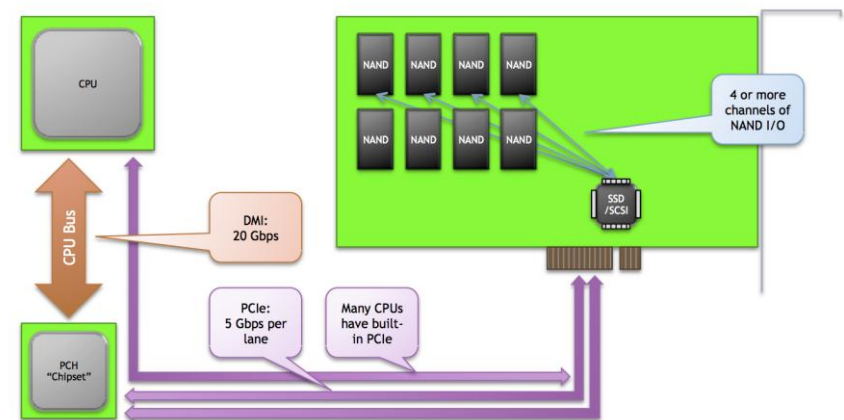 CPU
CPU Bus
DMI:
20 Gbps
PCH
"Chipset"
PCIe:
5 Gbps per
lane
Many CPUs
have built-
in PCIe
NAND NAND NAND NAND
NAND NAND NAND NAND
SSD
/SCSI
4 or more
channels of
NAND I/O